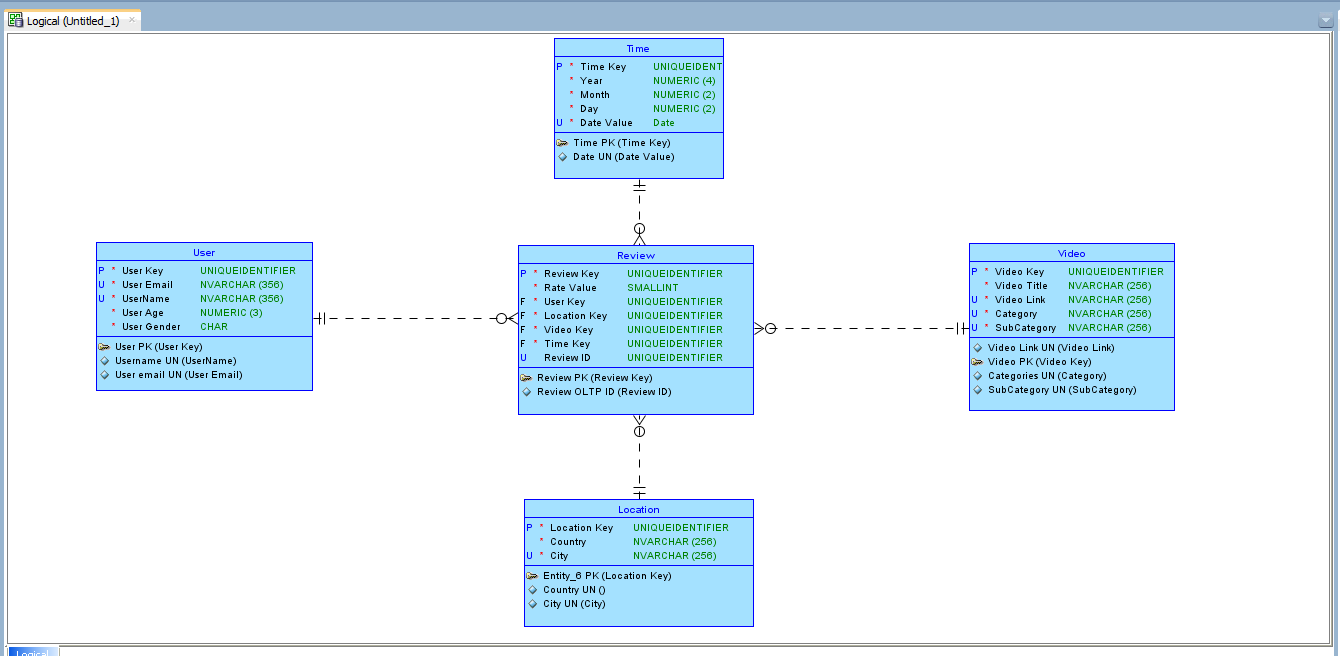 Logical (Untitled_1)
Time
P * Time Key UNIQUEIDENT
* Year NUMERIC (4)
* Month NUMERIC (2)
* Day NUMERIC (2)
U * Date Value Date
Time PK (Time Key)
Date UN (Date Value)
User
P * User Key UNIQUEIDENTIFIER
U * User Email NVARCHAR (356)
U * UserName NVARCHAR (356)
* User Age NUMERIC (3)
* User Gender CHAR
User PK (User Key)
Username UN (UserName)
User email UN (User Email)
Review
P * Review Key UNIQUEIDENTIFIER
* Rate Value SMALLINT
F * User Key UNIQUEIDENTIFIER
F * Location Key UNIQUEIDENTIFIER
F * Video Key UNIQUEIDENTIFIER
F * Time Key UNIQUEIDENTIFIER
U Review ID UNIQUEIDENTIFIER
Review PK (Review Key)
Review OLTP ID (Review ID)
Video
P * Video Key UNIQUEIDENTIFIER
* Video Title NVARCHAR (256)
U * Video Link NVARCHAR (256)
U * Category NVARCHAR (256)
U * SubCategory NVARCHAR (256)
Video Link UN (Video Link)
Video PK (Video Key)
Categories UN (Category)
SubCategory UN (SubCategory)
Location
P * Location Key UNIQUEIDENTIFIER
* Country NVARCHAR (256)
U * City NVARCHAR (256)
Entity_6 PK (Location Key)
Country UN ()
City UN (City)
Logical